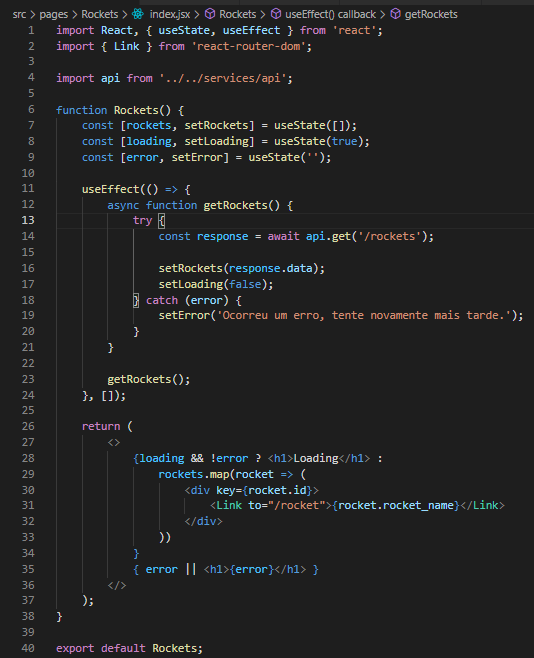 src > pages > Rockets > index.jsx > Rockets > useEffect() callback > getRockets
1 import React, { useState, useEffect } from 'react';
2 import { Link } from 'react-router-dom';
3
4 import api from '../../services/api';
5
6 function Rockets() {
7     const [rockets, setRockets] = useState([]);
8     const [loading, setLoading] = useState(true);
9     const [error, setError] = useState('');
10
11     useEffect(() => {
12         async function getRockets() {
13             try {
14                 const response = await api.get('/rockets');
15
16                 setRockets(response.data);
17                 setLoading(false);
18             } catch (error) {
19                 setError('Ocorreu um erro, tente novamente mais tarde.');
20             }
21         }
22
23         getRockets();
24     }, []);
25
26     return (
27         <>
28             {loading && !error ? <h1>Loading</h1> :
29                 rockets.map(rocket => (
30                     <div key={rocket.id}>
31                         <Link to="/rocket">{rocket.rocket_name}</Link>
32                     </div>
33                 ))
34             }
35             { error || <h1>{error}</h1> }
36         </>
37     );
38 }
39
40 export default Rockets;